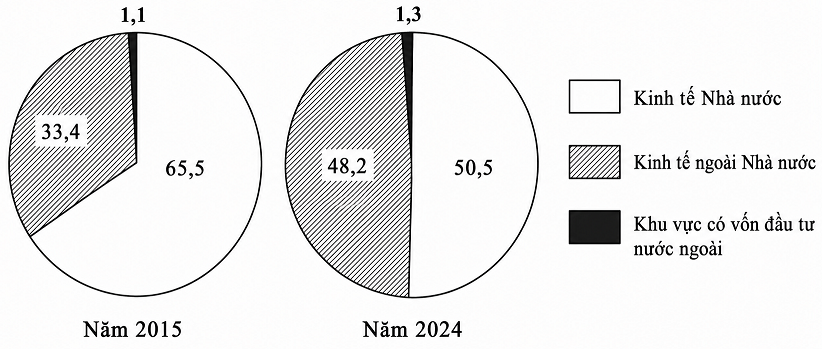 1,1
1,3
33,4
65,5
48,2
50,5
Kinh tế Nhà nước
Kinh tế ngoài Nhà nước
Khu vực có vốn đầu tư
nước ngoài
Năm 2015
Năm 2024